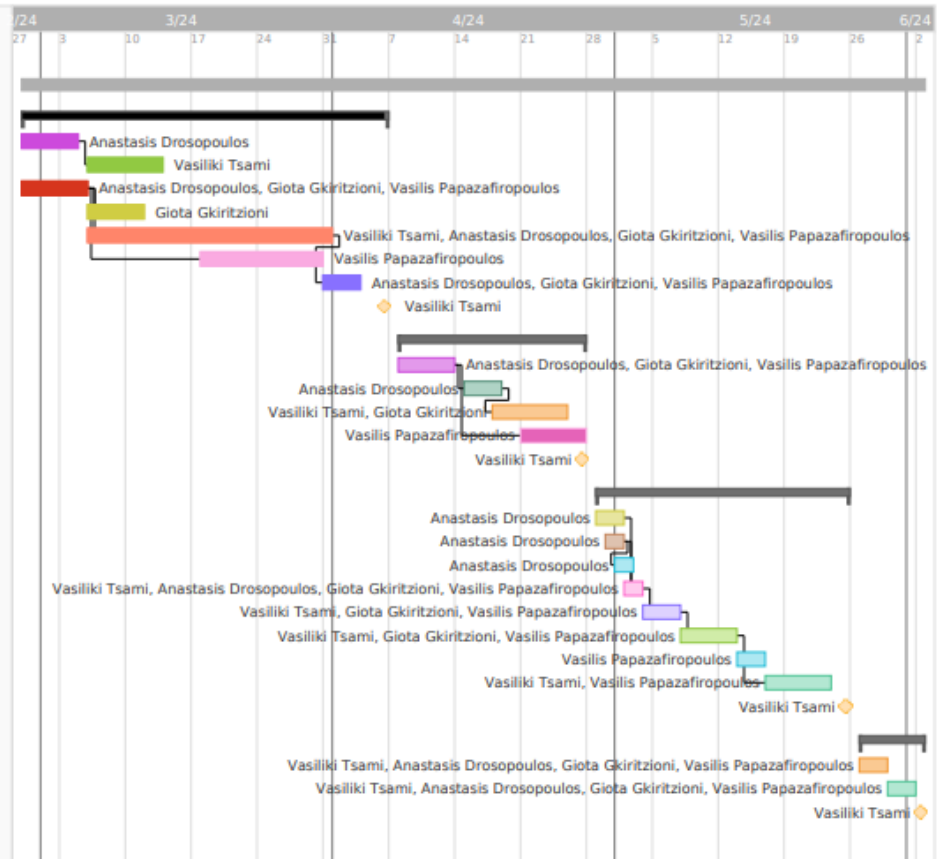 /24 3/24 4/24 5/24 6/24
27 3 10 17 24 31 7 14 21 28 5 12 19 26 2
Anastasis Drosopoulos
Vasiliki Tsami
Anastasis Drosopoulos, Giota Gkiritzioni, Vasilis Papazafiropoulos
Giota Gkiritzioni
Vasiliki Tsami, Anastasis Drosopoulos, Giota Gkiritzioni, Vasilis Papazafiropoulos
Vasilis Papazafiropoulos
Anastasis Drosopoulos, Giota Gkiritzioni, Vasilis Papazafiropoulos
Vasiliki Tsami
Anastasis Drosopoulos, Giota Gkiritzioni, Vasilis Papazafiropoulos
Anastasis Drosopoulos
Vasiliki Tsami, Giota Gkiritzioni
Vasilis Papazafiropoulos
Vasiliki Tsami
Anastasis Drosopoulos
Anastasis Drosopoulos
Anastasis Drosopoulos
Vasiliki Tsami, Anastasis Drosopoulos, Giota Gkiritzioni, Vasilis Papazafiropoulos
Vasiliki Tsami, Giota Gkiritzioni, Vasilis Papazafiropoulos
Vasiliki Tsami, Giota Gkiritzioni, Vasilis Papazafiropoulos
Vasilis Papazafiropoulos
Vasiliki Tsami, Vasilis Papazafiropoulos
Vasiliki Tsami
Vasiliki Tsami, Anastasis Drosopoulos, Giota Gkiritzioni, Vasilis Papazafiropoulos
Vasiliki Tsami, Anastasis Drosopoulos, Giota Gkiritzioni, Vasilis Papazafiropoulos
Vasiliki Tsami